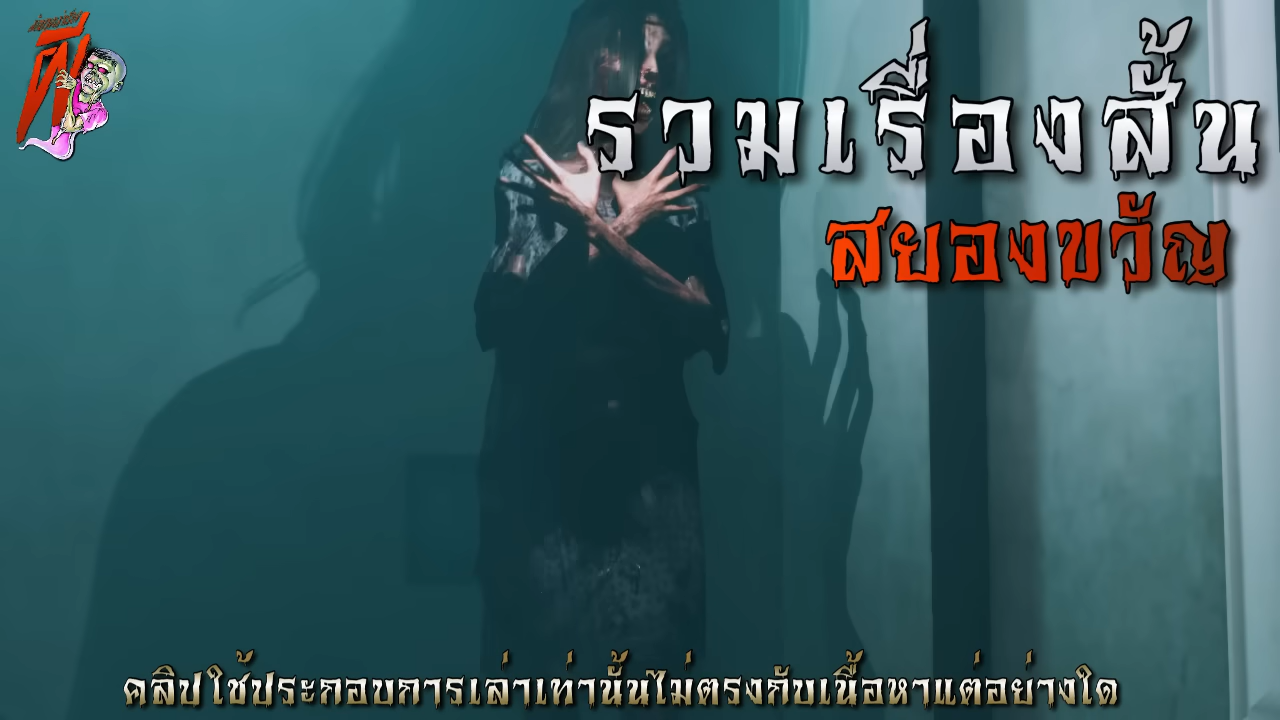 ผี
รวมเรื่องสั้น
สยองขวัญ
คลิปใช้ประกอบการเล่าเท่านั้นไม่ตรงกับเนื้อหาแต่อย่างใด